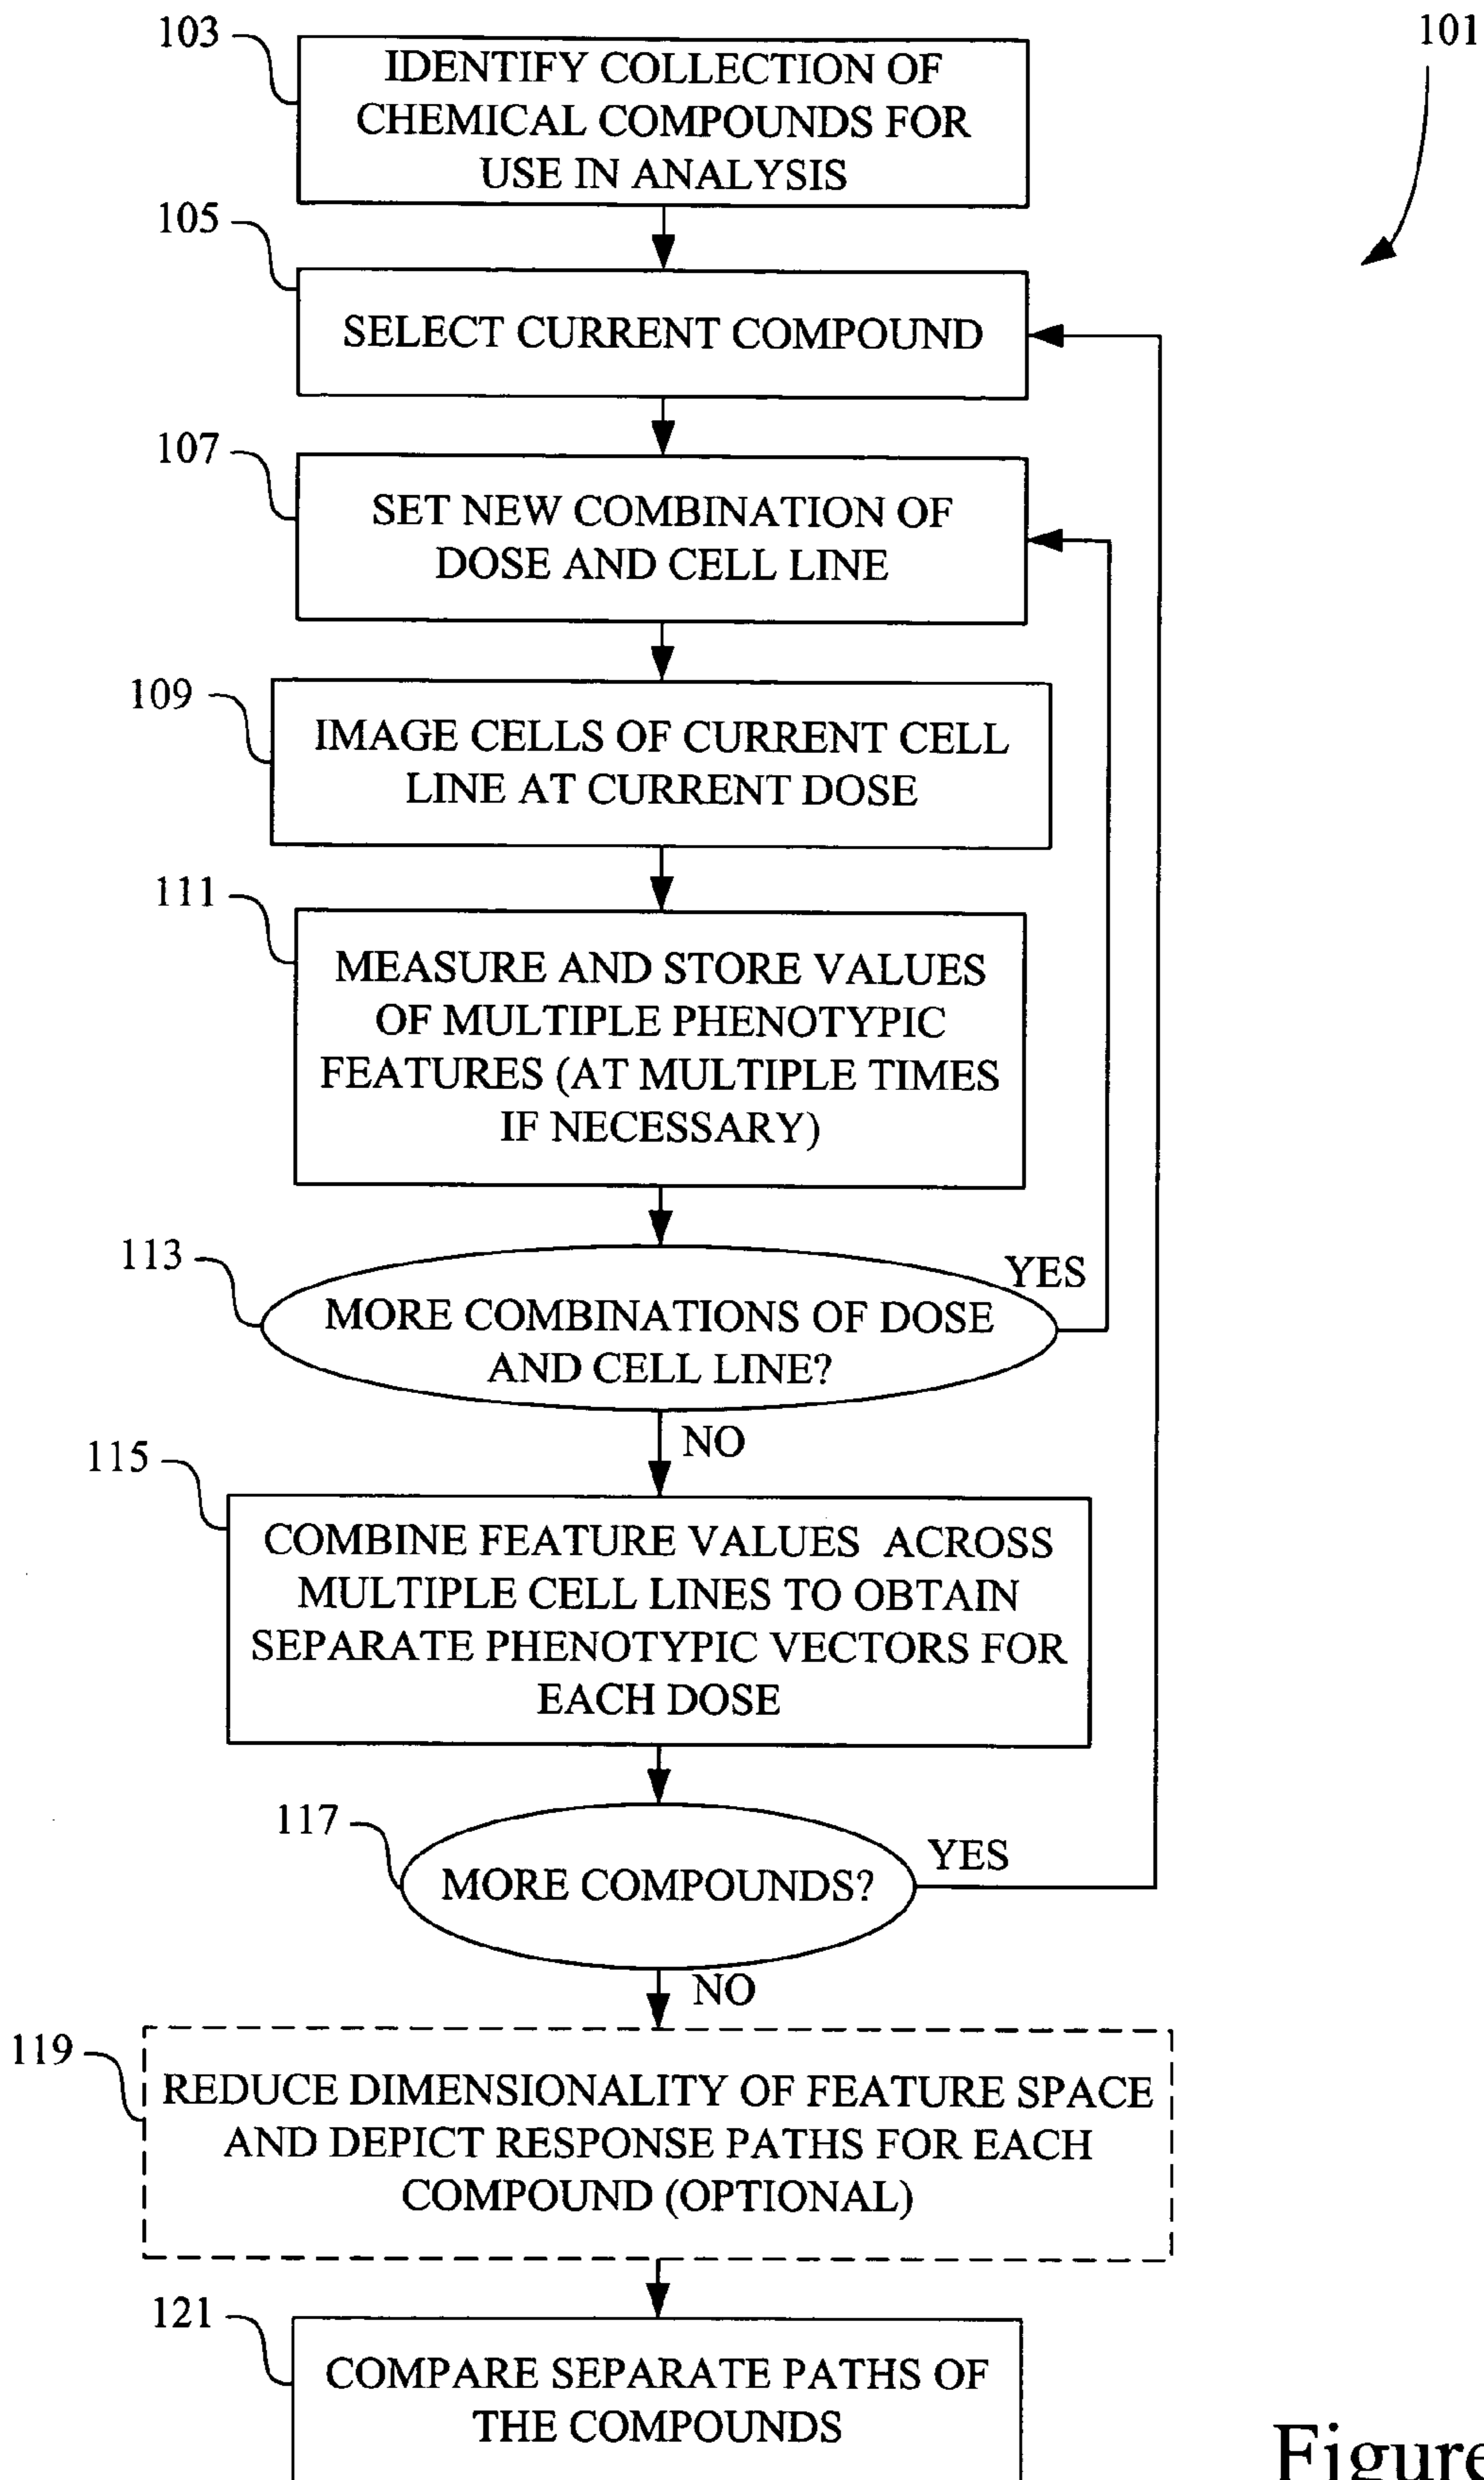 101
103
IDENTIFY COLLECTION OF
CHEMICAL COMPOUNDS FOR
USE IN ANALYSIS
105
SELECT CURRENT COMPOUND
107
SET NEW COMBINATION OF
DOSE AND CELL LINE
109
IMAGE CELLS OF CURRENT CELL
LINE AT CURRENT DOSE
111
MEASURE AND STORE VALUES
OF MULTIPLE PHENOTYPIC
FEATURES (AT MULTIPLE TIMES
IF NECESSARY)
113
YES
MORE COMBINATIONS OF DOSE
AND CELL LINE?
NO
115
COMBINE FEATURE VALUES ACROSS
MULTIPLE CELL LINES TO OBTAIN
SEPARATE PHENOTYPIC VECTORS FOR
EACH DOSE
117
YES
MORE COMPOUNDS?
NO
119
REDUCE DIMENSIONALITY OF FEATURE SPACE
AND DEPICT RESPONSE PATHS FOR EACH
COMPOUND (OPTIONAL)
121
COMPARE SEPARATE PATHS OF
THE COMPOUNDS
Figure